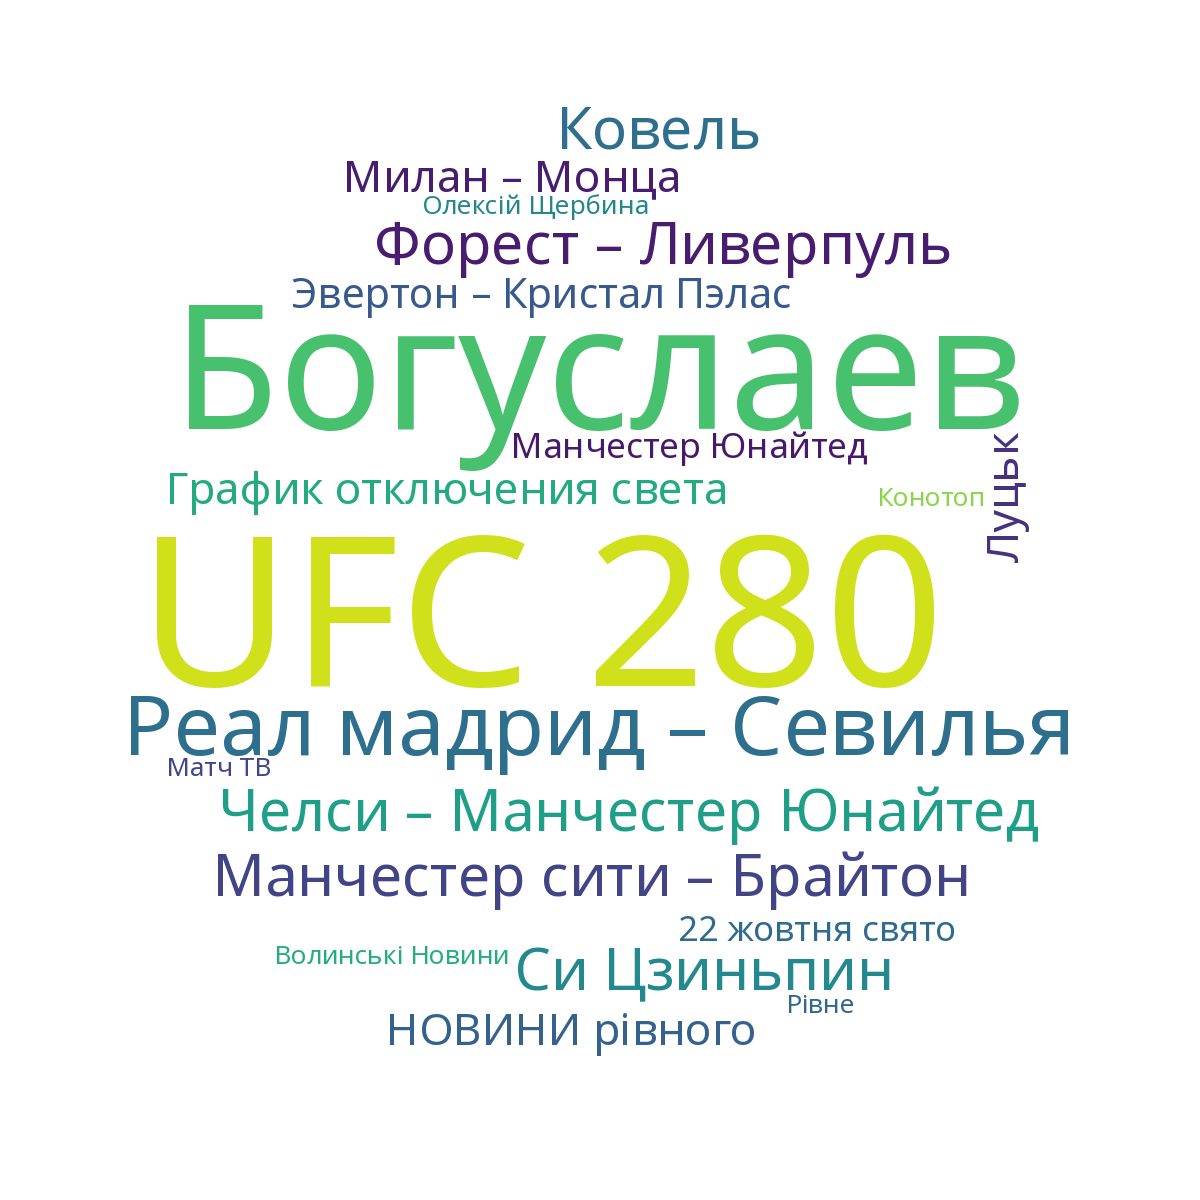 Ковель
Милан – Монца
Олексій Щербина
Форест – Ливерпуль
Эвертон – Кристал Пэлас
Богуслаев
Манчестер Юнайтед
График отключения света
Конотоп
Луцьк
UFC 280
Реал мадрид – Севилья
Матч ТВ
Челси – Манчестер Юнайтед
Манчестер сити – Брайтон
22 жовтня свято
Волинські Новини
Си Цзиньпин
Рівне
НОВИНИ рівного